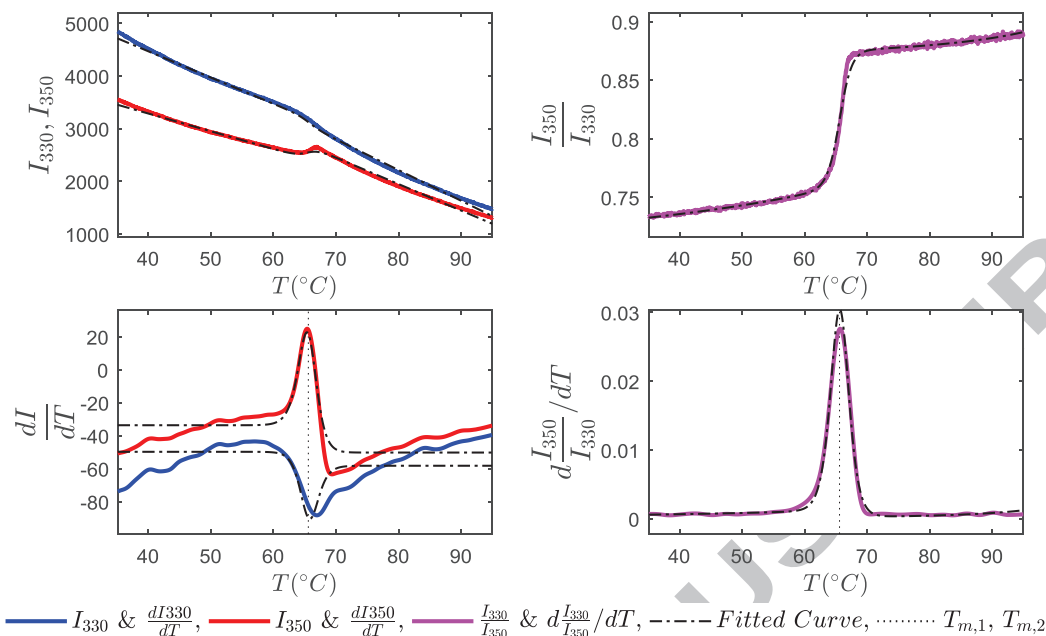 5000
4000
3000
2000
1000
I₃₃₀, I₃₅₀
40 50 60 70 80 90
T(°C)
0.9
0.85
0.8
0.75
I₃₅₀/I₃₃₀
40 50 60 70 80 90
T(°C)
20
0
-20
-40
-60
-80
dI/dT
40 50 60 70 80 90
T(°C)
0.03
0.02
0.01
0
d I₃₅₀/I₃₃₀ /dT
40 50 60 70 80 90
T(°C)
I₃₃₀ & dI330/dT, I₃₅₀ & dI350/dT, I₃₃₀/I₃₅₀ & d I₃₃₀/I₃₅₀ /dT, Fitted Curve, T_{m,1}, T_{m,2}